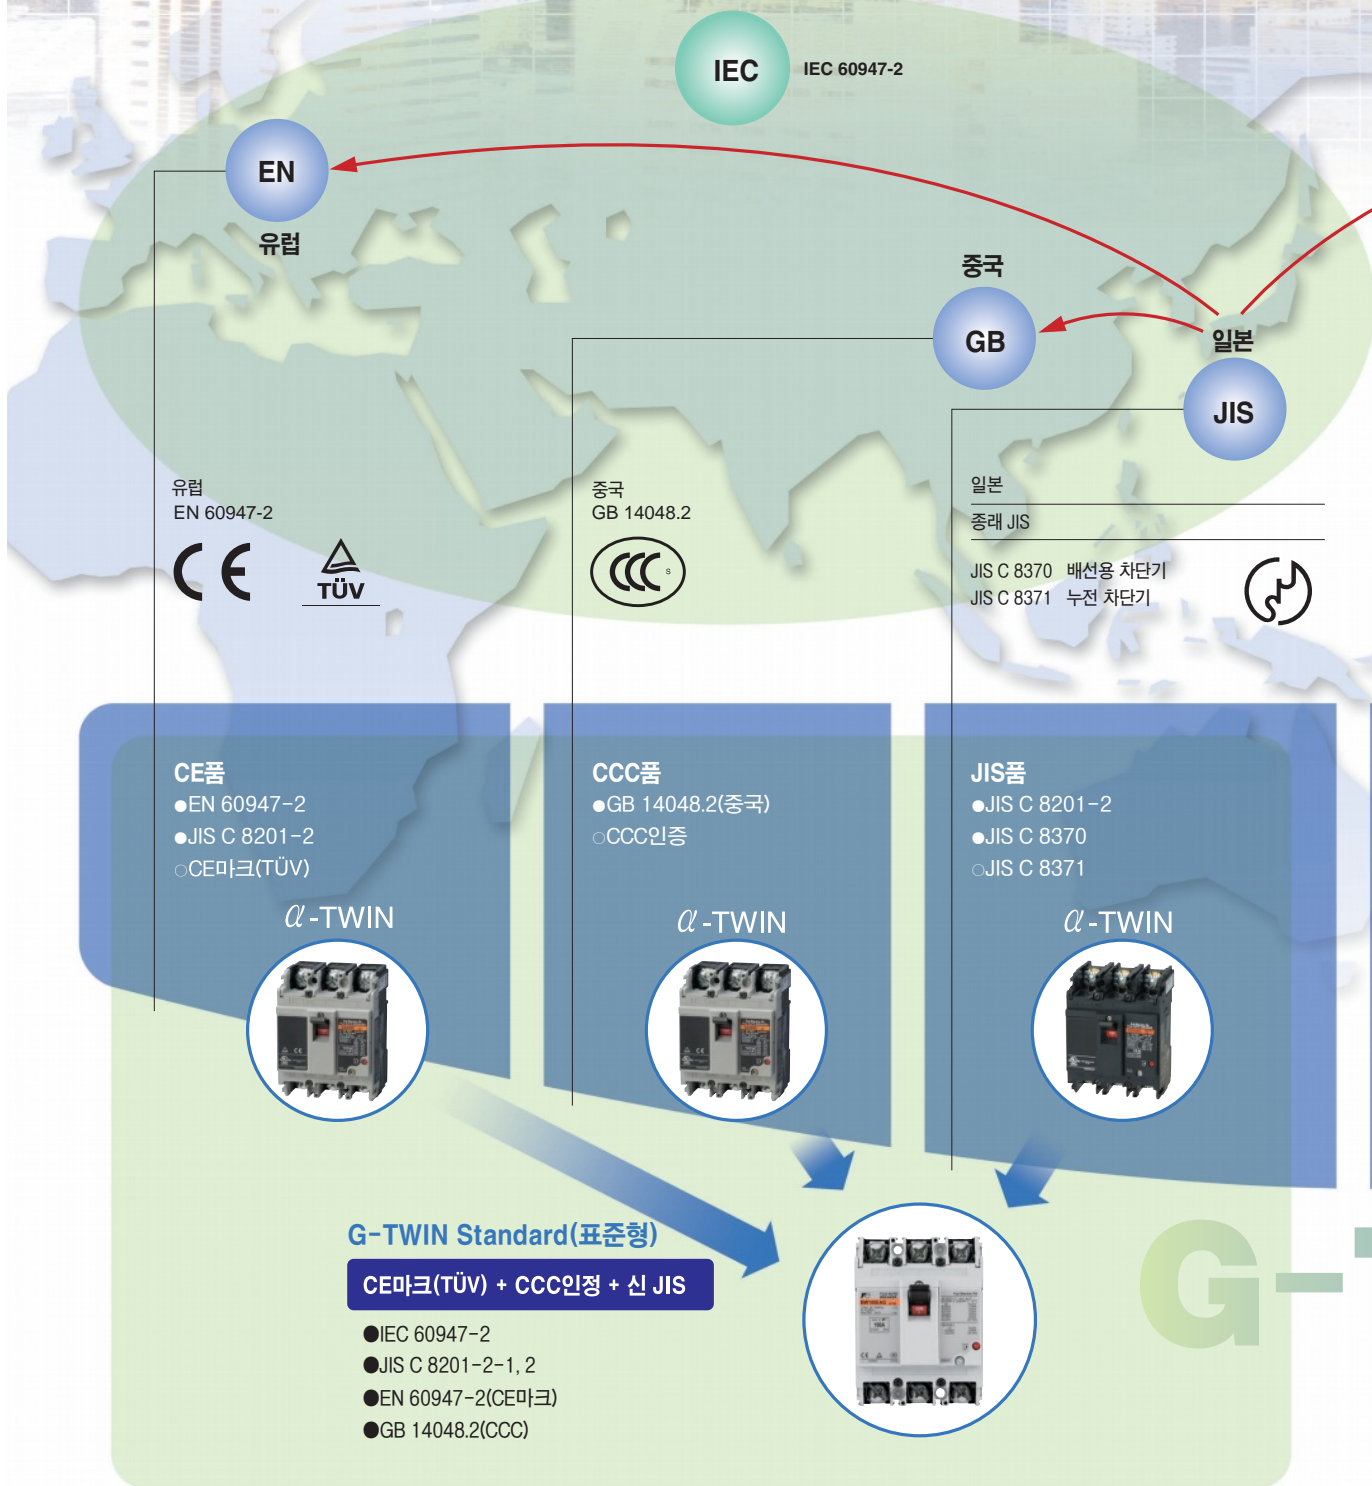 IEC
IEC 60947-2
EN
유럽
중국
GB
일본
JIS
유럽
EN 60947-2
CE
TÜV
중국
GB 14048.2
CCC S
일본
종래 JIS
JIS C 8370 배선용 차단기
JIS C 8371 누전 차단기
CE품
●EN 60947-2
●JIS C 8201-2
○CE마크(TÜV)
α-TWIN
CCC품
●GB 14048.2(중국)
○CCC인증
α-TWIN
JIS품
●JIS C 8201-2
●JIS C 8370
○JIS C 8371
α-TWIN
G-TWIN Standard(표준형)
CE마크(TÜV) + CCC인정 + 신 JIS
●IEC 60947-2
●JIS C 8201-2-1, 2
●EN 60947-2(CE마크)
●GB 14048.2(CCC)
G-T